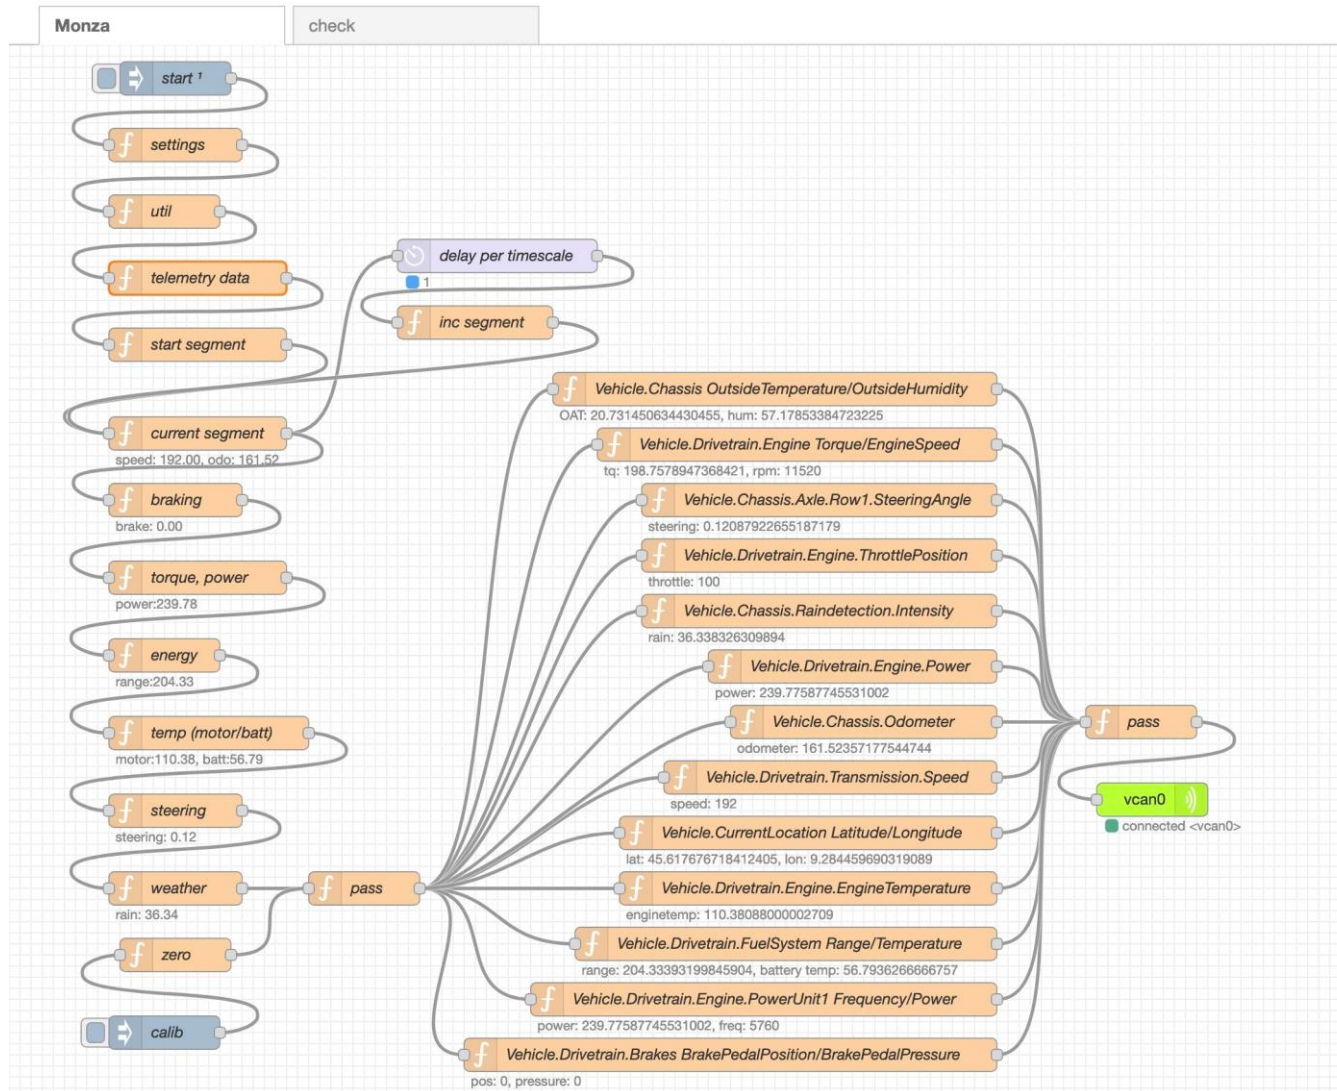 Monza
check
start ¹
settings
util
telemetry data
start segment
delay per timescale
1
inc segment
current segment
speed: 192.00, odo: 161.52
braking
brake: 0.00
torque, power
power:239.78
energy
range:204.33
temp (motor/batt)
motor:110.38, batt:56.79
steering
steering: 0.12
weather
rain: 36.34
zero
calib
pass
Vehicle.Chassis OutsideTemperature/OutsideHumidity
OAT: 20.731450634430455, hum: 57.17853384723225
Vehicle.Drivetrain.Engine Torque/EngineSpeed
tq: 198.7578947368421, rpm: 11520
Vehicle.Chassis.Axle.Row1.SteeringAngle
steering: 0.12087922655187179
Vehicle.Drivetrain.Engine.ThrottlePosition
throttle: 100
Vehicle.Chassis.Raindetection.Intensity
rain: 36.338326309894
Vehicle.Drivetrain.Engine.Power
power: 239.77587745531002
Vehicle.Chassis.Odometer
odometer: 161.52357177544744
Vehicle.Drivetrain.Transmission.Speed
speed: 192
Vehicle.CurrentLocation Latitude/Longitude
lat: 45.617676718412405, lon: 9.284459690319089
Vehicle.Drivetrain.Engine.EngineTemperature
enginetemp: 110.38088000002709
Vehicle.Drivetrain.FuelSystem Range/Temperature
range: 204.33393199845904, battery temp: 56.7936266666757
Vehicle.Drivetrain.Engine.PowerUnit1 Frequency/Power
power: 239.77587745531002, freq: 5760
Vehicle.Drivetrain.Brakes BrakePedalPosition/BrakePedalPressure
pos: 0, pressure: 0
pass
vcan0
connected <vcan0>